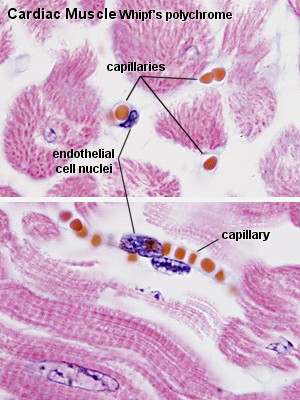 Cardiac Muscle Whipf's polychrome
capillaries
endothelial
cell nuclei
capillary